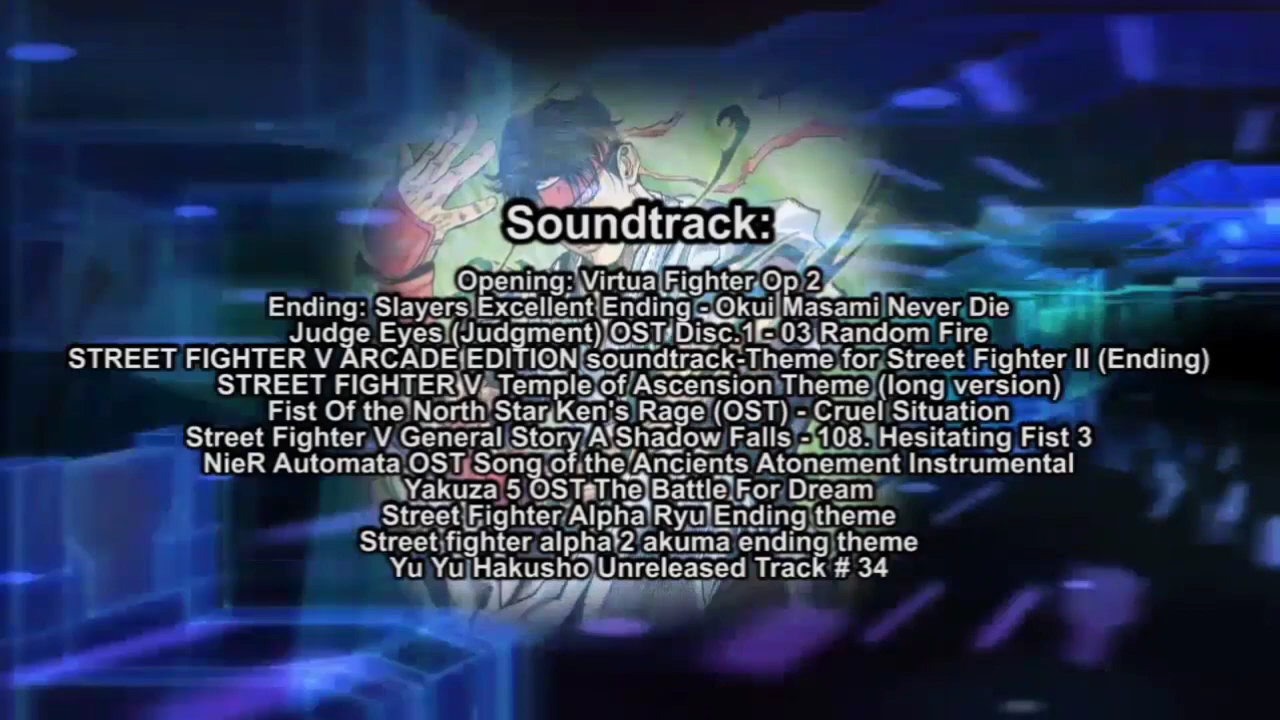 Soundtrack:
Opening: Virtua Fighter Op 2
Ending: Slayers Excellent Ending - Okui Masami Never Die
Judge Eyes (Judgment) OST Disc.1 - 03 Random Fire
STREET FIGHTER V ARCADE EDITION soundtrack-Theme for Street Fighter II (Ending)
STREET FIGHTER V  Temple of Ascension Theme (long version)
Fist Of the North Star Ken's Rage (OST) - Cruel Situation
Street Fighter V General Story A Shadow Falls - 108. Hesitating Fist 3
NieR Automata OST Song of the Ancients Atonement Instrumental
Yakuza 5 OST The Battle For Dream
Street Fighter Alpha Ryu Ending theme
Street fighter alpha 2 akuma ending theme
Yu Yu Hakusho Unreleased Track # 34